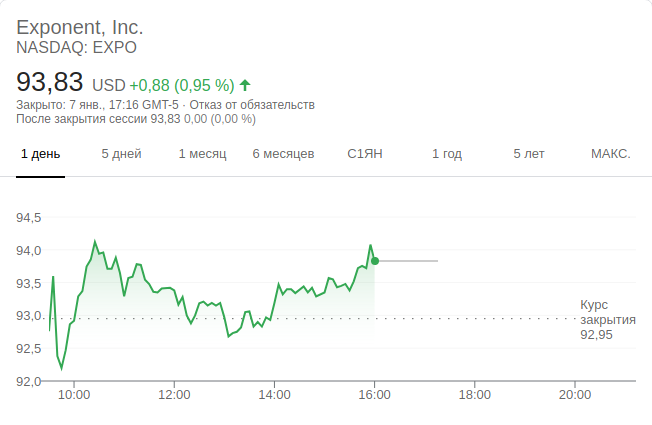 Exponent, Inc.
NASDAQ: EXPO
93,83 USD +0,88 (0,95 %)
Закрыто: 7 янв., 17:16 GMT-5 · Отказ от обязательств
После закрытия сессии 93,83 0,00 (0,00 %)
1 день 5 дней 1 месяц 6 месяцев С1ЯН 1 год 5 лет МАКС.
94,5
94,0
93,5
93,0
92,5
92,0
Курс
закрытия
92,95
10:00 12:00 14:00 16:00 18:00 20:00